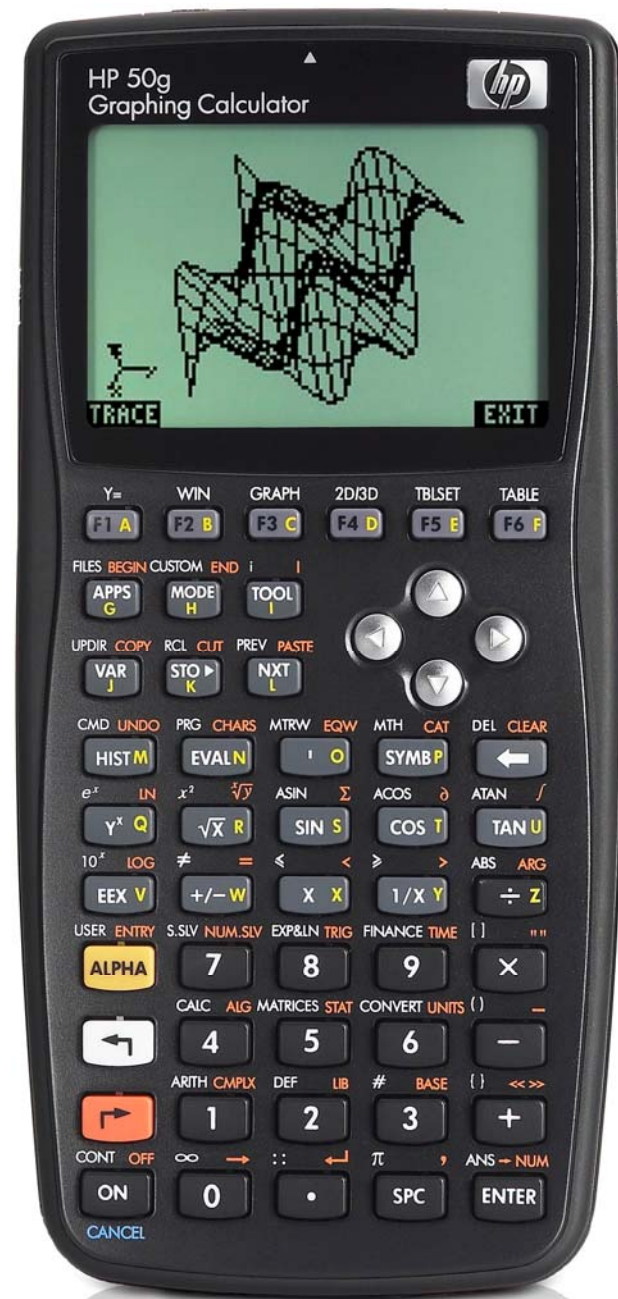 HP 50g
Graphing Calculator
hp
TRACE EXIT
Y= WIN GRAPH 2D/3D TBLSET TABLE
F1 A F2 B F3 C F4 D F5 E F6 F
FILES BEGIN CUSTOM END i I
APPS G MODE H TOOL I
UPDIR COPY RCL CUT PREV PASTE
VAR J STO ▶ K NXT L
CMD UNDO PRG CHARS MTRW EQW MTH CAT DEL CLEAR
HIST M EVAL N ' O SYMB P ←
eˣ LN x² ˣ√y ASIN Σ ACOS ∂ ATAN ∫
Yˣ Q √X R SIN S COS T TAN U
10ˣ LOG ≠ = ≤ < ≥ > ABS ARG
EEX V +/− W X X 1/X Y ÷ Z
USER ENTRY S.SLV NUM.SLV EXP&LN TRIG FINANCE TIME [ ] " "
ALPHA 7 8 9 ×
CALC ALG MATRICES STAT CONVERT UNITS ( ) _
↰ 4 5 6 −
ARITH CMPLX DEF LIB # BASE { } « »
↱ 1 2 3 +
CONT OFF ∞ → : : ↵ π , ANS → NUM
ON 0 . SPC ENTER
CANCEL